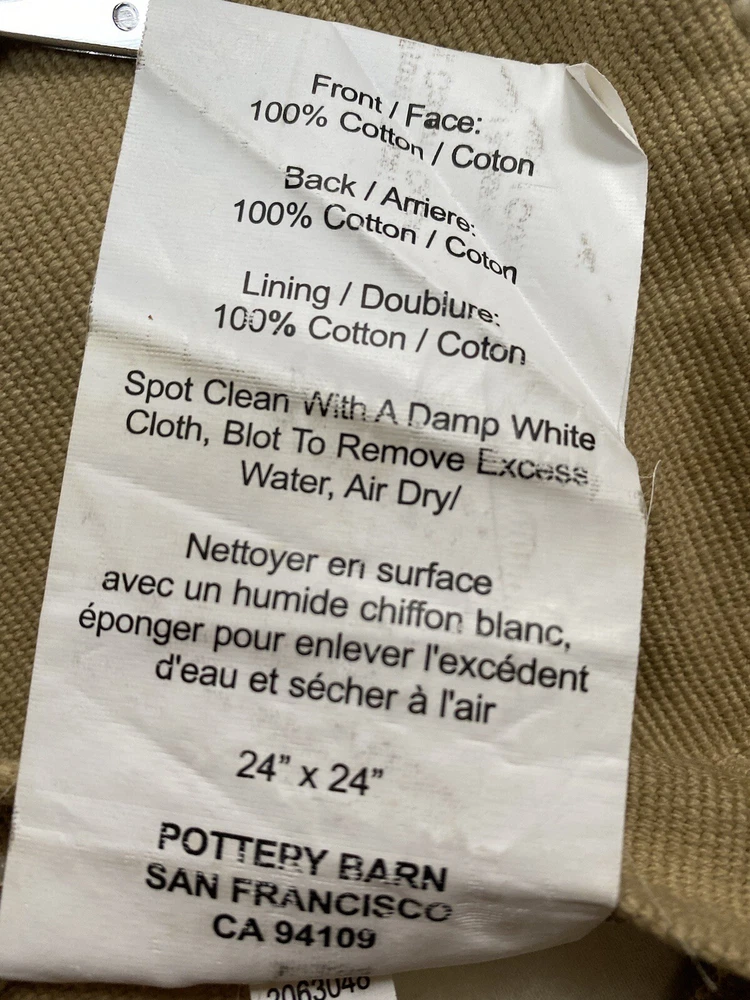 Front / Face:
100% Cotton / Coton
Back / Arriere:
100% Cotton / Coton
Lining / Doublure:
100% Cotton / Coton
Spot Clean With A Damp White
Cloth, Blot To Remove Excess
Water, Air Dry/
Nettoyer en surface
avec un humide chiffon blanc,
éponger pour enlever l'excédent
d'eau et sécher à l'air
24” x 24”
POTTERY BARN
SAN FRANCISCO
CA 94109